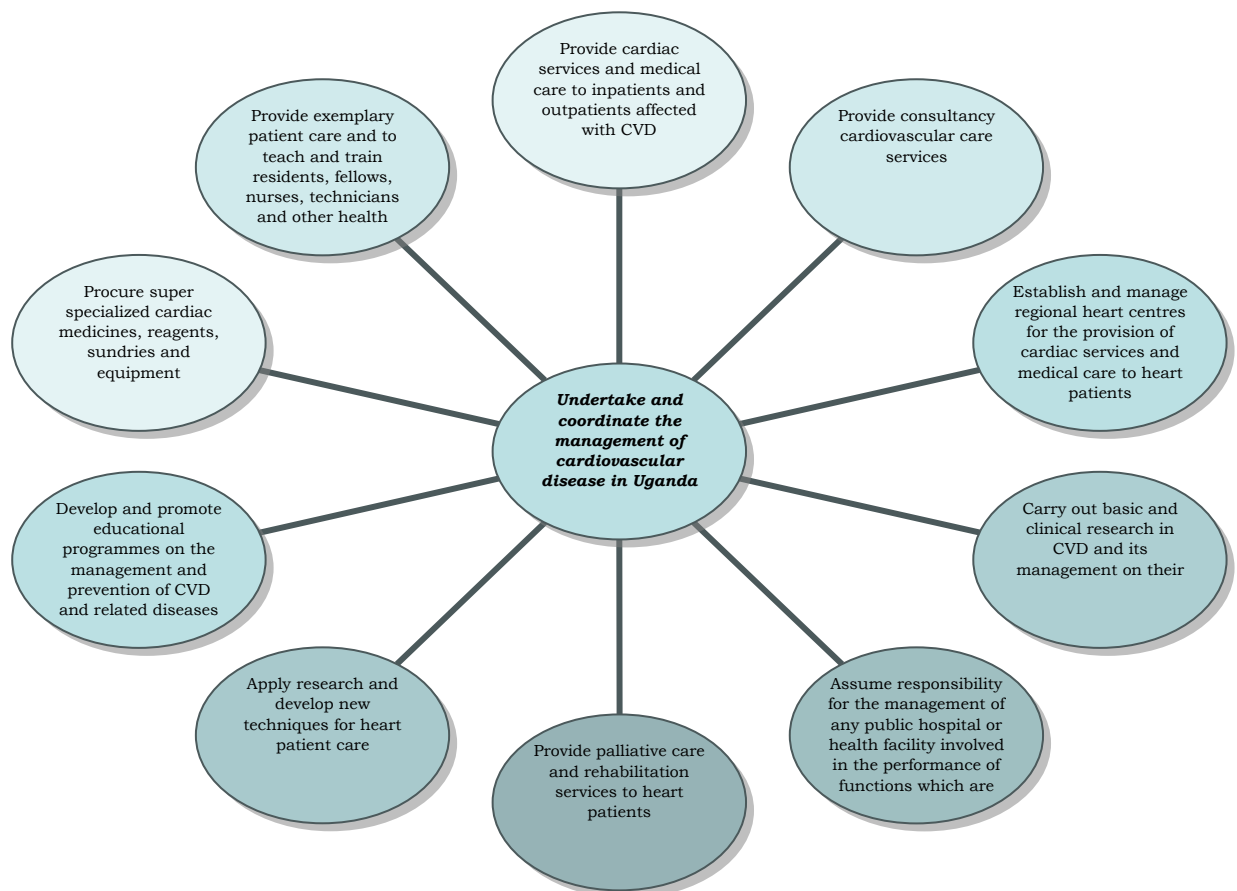 Provide cardiac
services and medical
care to inpatients and
outpatients affected
with CVD
Provide consultancy
cardiovascular care
services
Establish and manage
regional heart centres
for the provision of
cardiac services and
medical care to heart
patients
Carry out basic and
clinical research in
CVD and its
management on their
Assume responsibility
for the management of
any public hospital or
health facility involved
in the performance of
functions which are
Provide palliative care
and rehabilitation
services to heart
patients
Apply research and
develop new
techniques for heart
patient care
Develop and promote
educational
programmes on the
management and
prevention of CVD
and related diseases
Procure super
specialized cardiac
medicines, reagents,
sundries and
equipment
Provide exemplary
patient care and to
teach and train
residents, fellows,
nurses, technicians
and other health
Undertake and
coordinate the
management of
cardiovascular
disease in Uganda